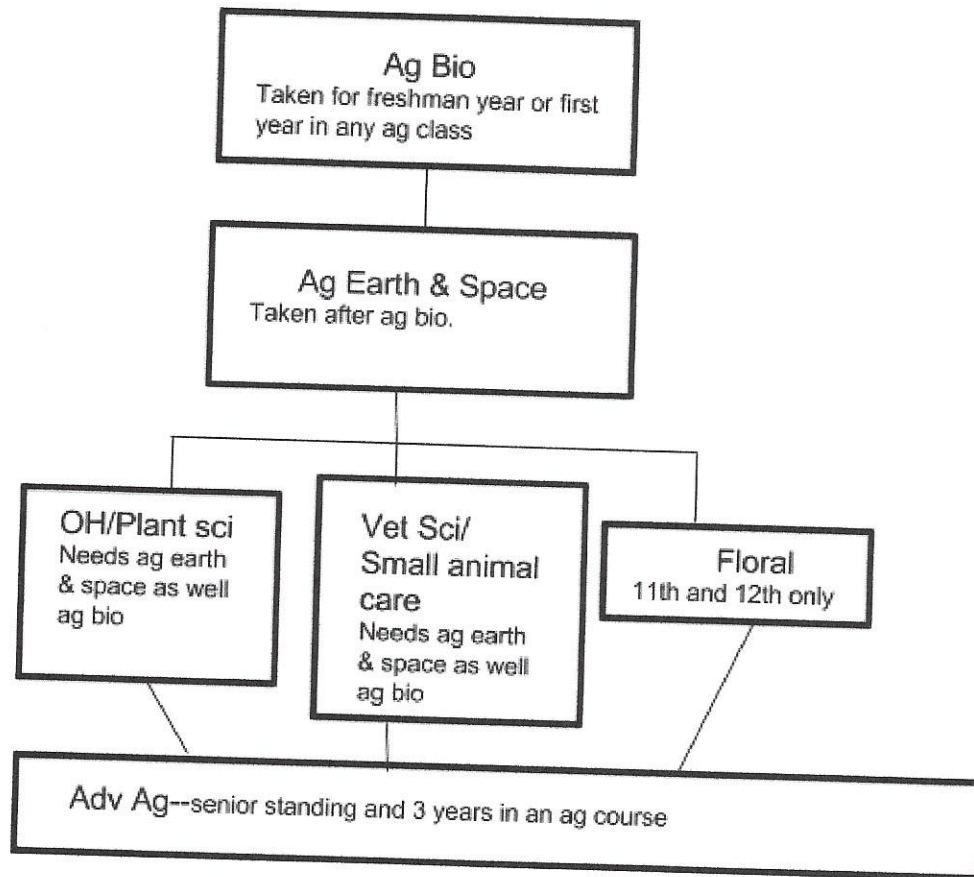 Ag Bio
Taken for freshman year or first
year in any ag class
Ag Earth & Space
Taken after ag bio.
OH/Plant sci
Needs ag earth
& space as well
ag bio
Vet Sci/
Small animal
care
Needs ag earth
& space as well
ag bio
Floral
11th and 12th only
Adv Ag--senior standing and 3 years in an ag course